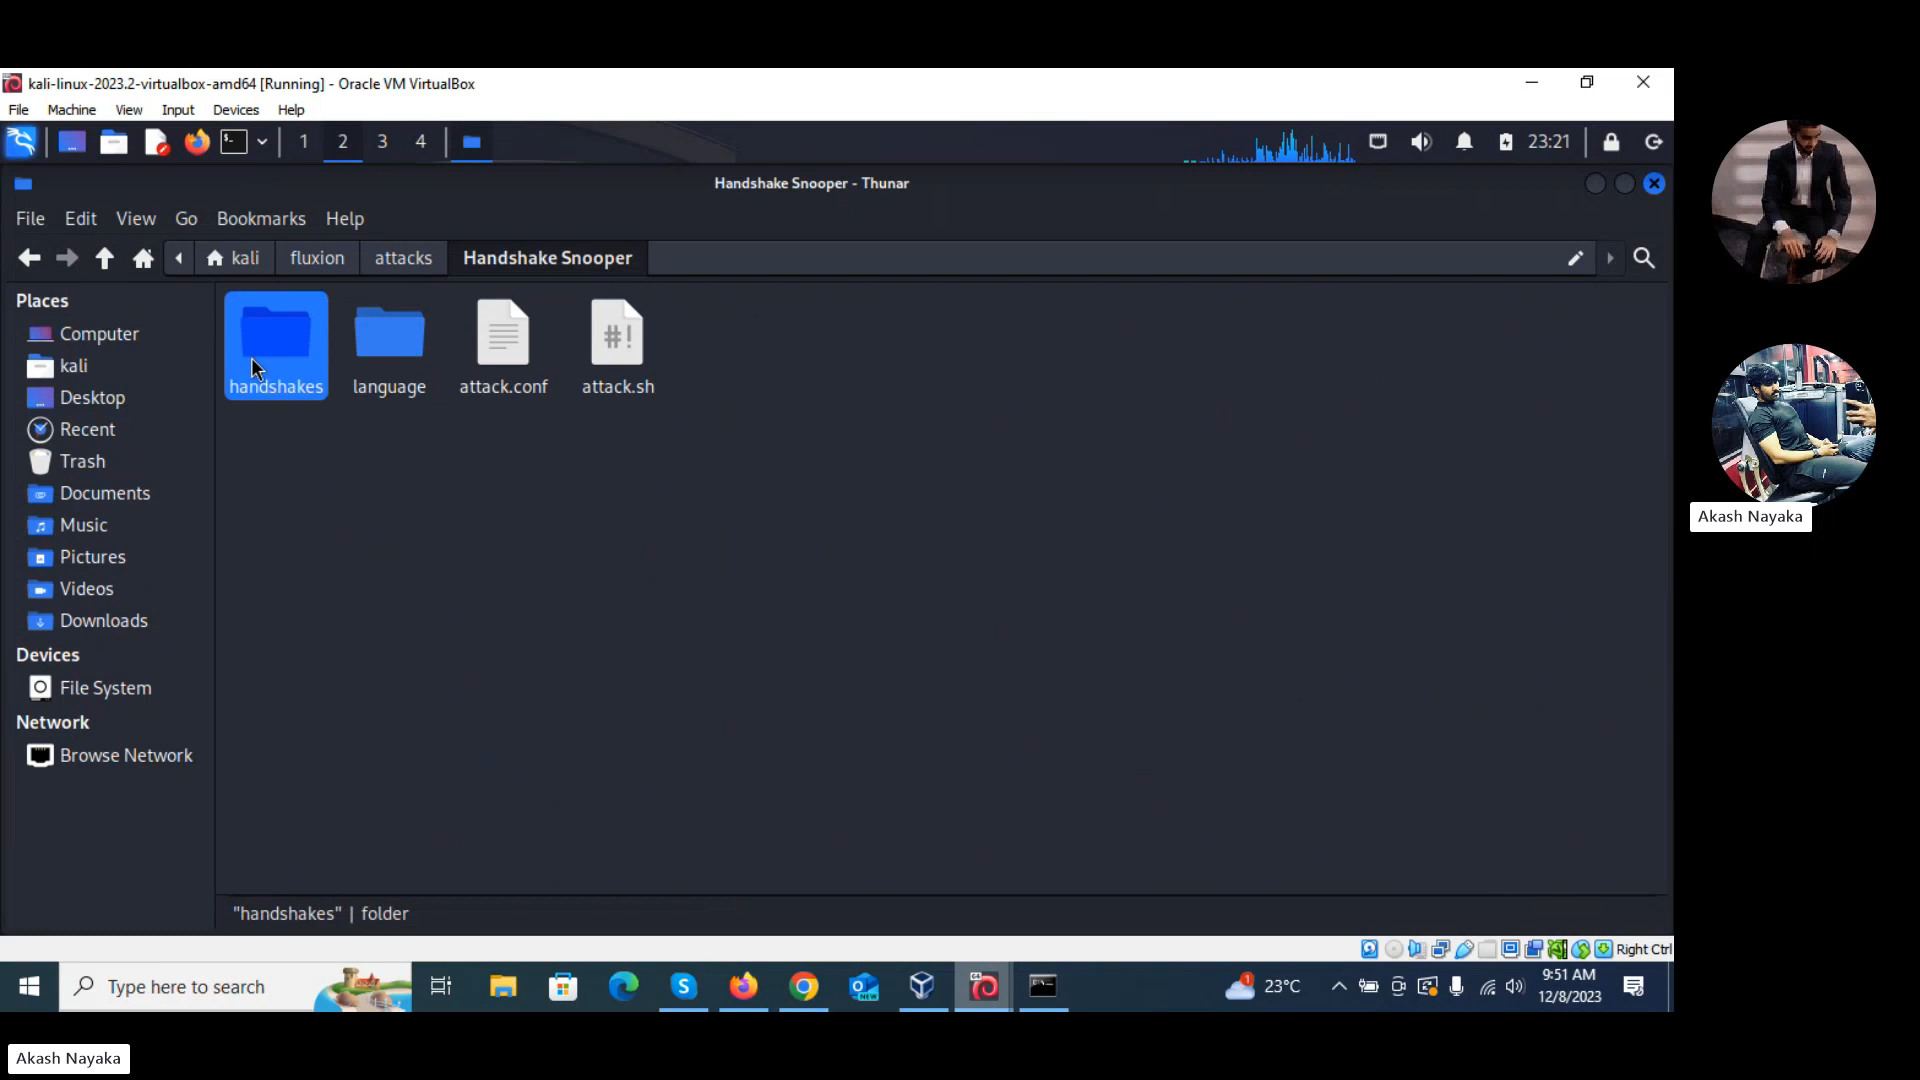 kali-linux-2023.2-virtualbox-amd64 [Running] - Oracle VM VirtualBox
File Machine View Input Devices Help
1 2 3 4 23:21
Handshake Snooper - Thunar
File Edit View Go Bookmarks Help
kali fluxion attacks Handshake Snooper
Places
Computer
kali
Desktop
Recent
Trash
Documents
Music
Pictures
Videos
Downloads
Devices
File System
Network
Browse Network
handshakes language attack.conf attack.sh
"handshakes" | folder
Right Ctrl
Type here to search
23°C
9:51 AM
12/8/2023
Akash Nayaka
Akash Nayaka